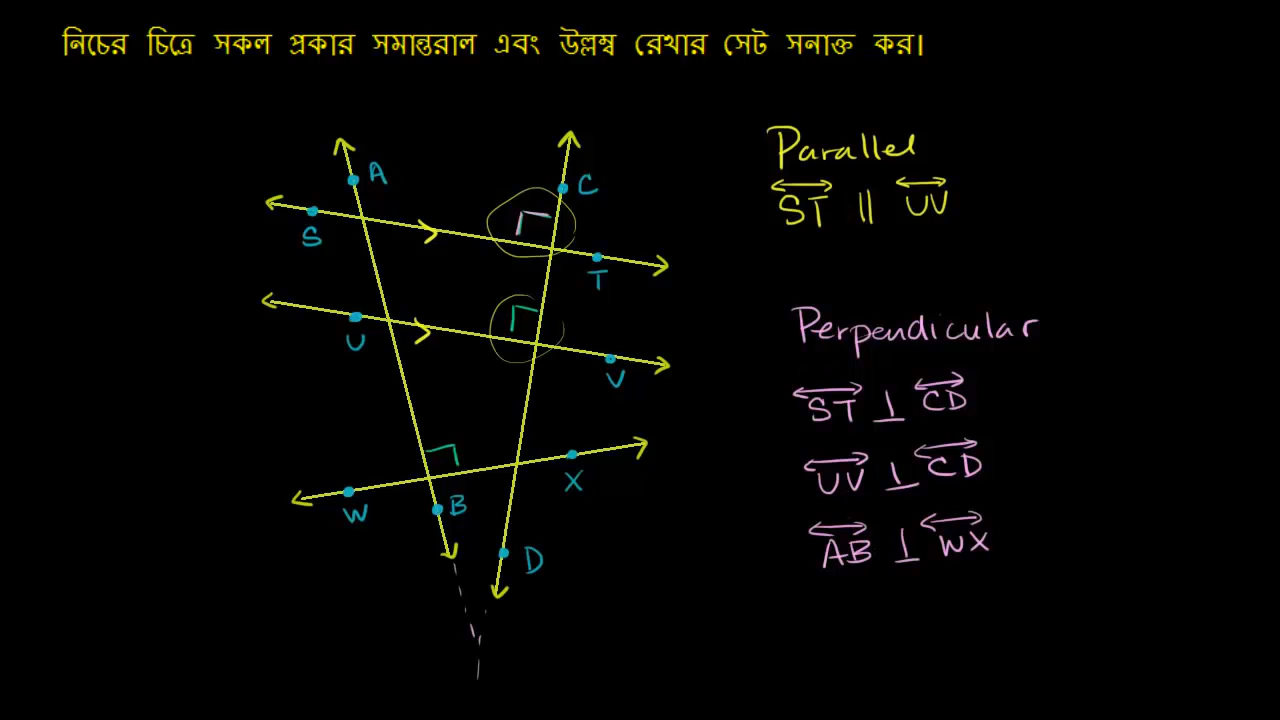 নিচের চিত্রে সকল প্রকার সমান্তরাল এবং উল্লম্ব রেখার সেট সনাক্ত কর।
A
C
S
T
U
V
W
B
X
D
Parallel
ST || UV
Perpendicular
ST ⊥ CD
UV ⊥ CD
AB ⊥ WX